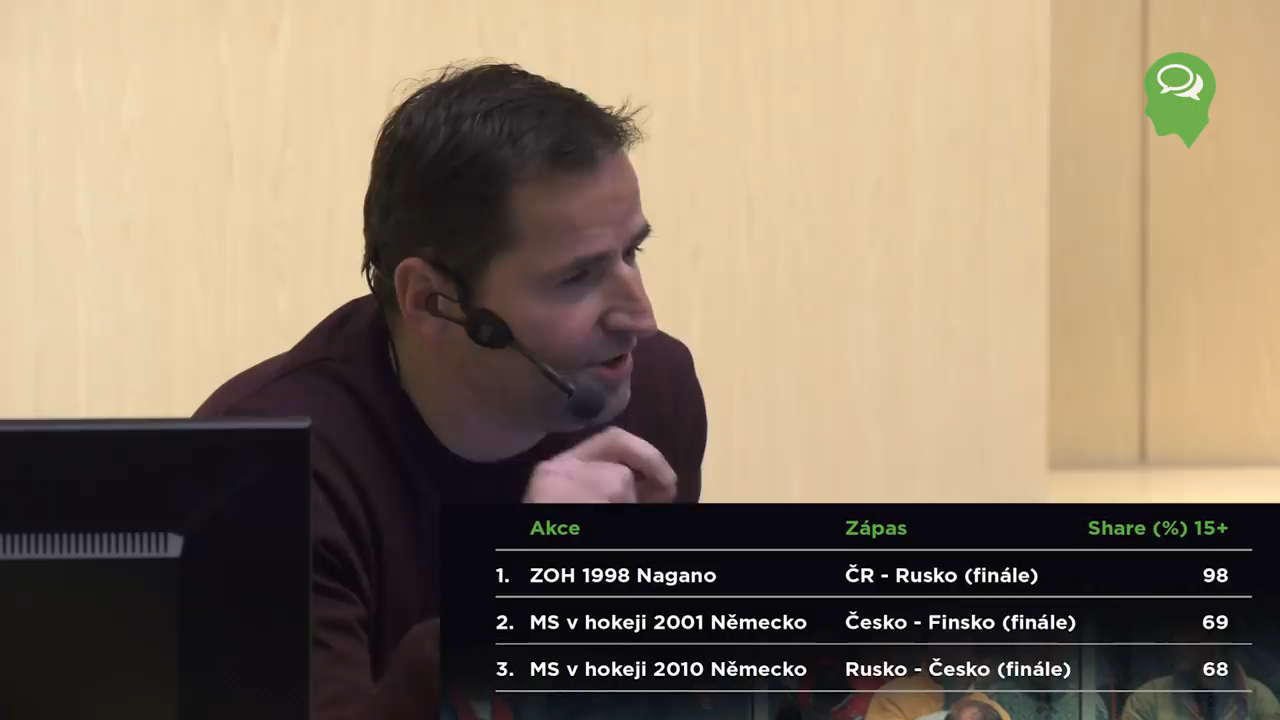 Akce Zápas Share (%) 15+
1. ZOH 1998 Nagano ČR - Rusko (finále) 98
2. MS v hokeji 2001 Německo Česko - Finsko (finále) 69
3. MS v hokeji 2010 Německo Rusko - Česko (finále) 68